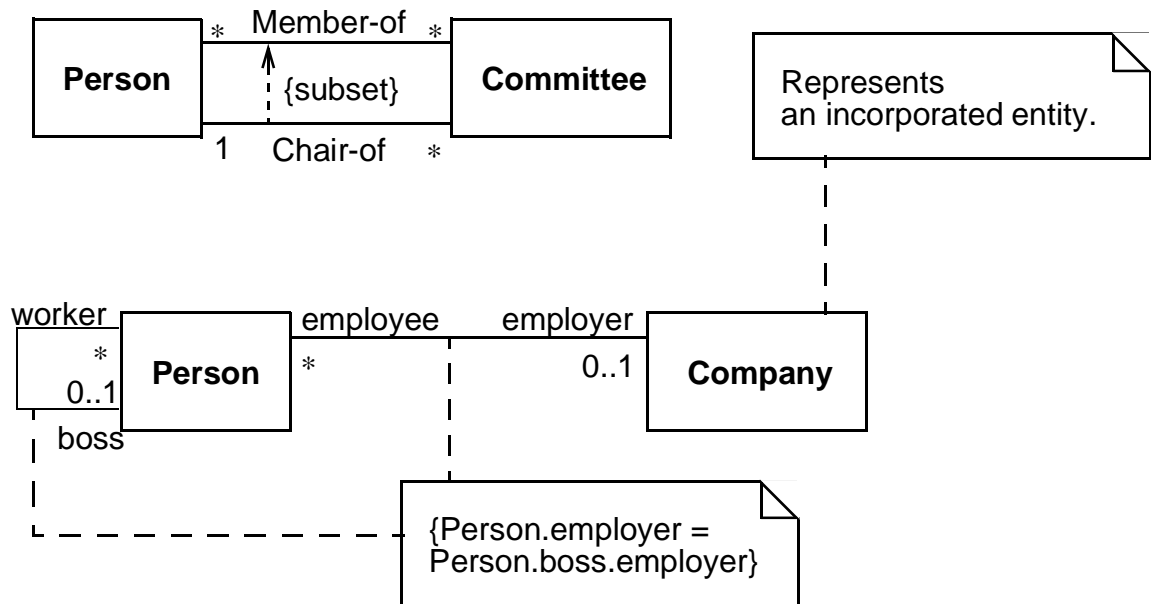 * Member-of *
Person
{subset}
Committee
1 Chair-of *
Represents
an incorporated entity.
worker
*
0..1
boss
Person
employee
*
employer
0..1
Company
{Person.employer =
Person.boss.employer}